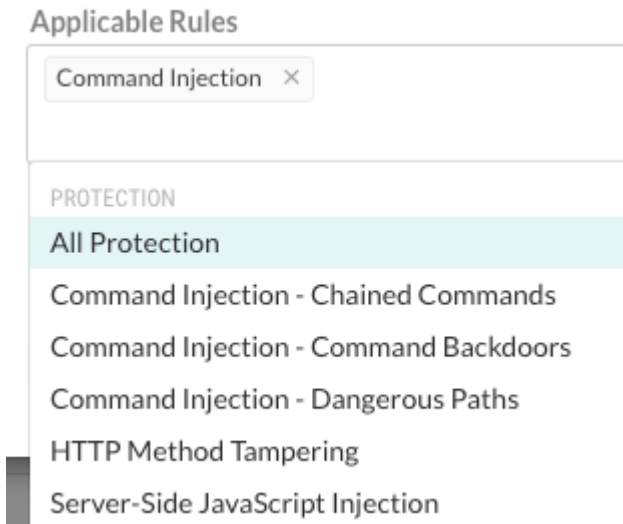 Applicable Rules
Command Injection ×
PROTECTION
All Protection
Command Injection - Chained Commands
Command Injection - Command Backdoors
Command Injection - Dangerous Paths
HTTP Method Tampering
Server-Side JavaScript Injection